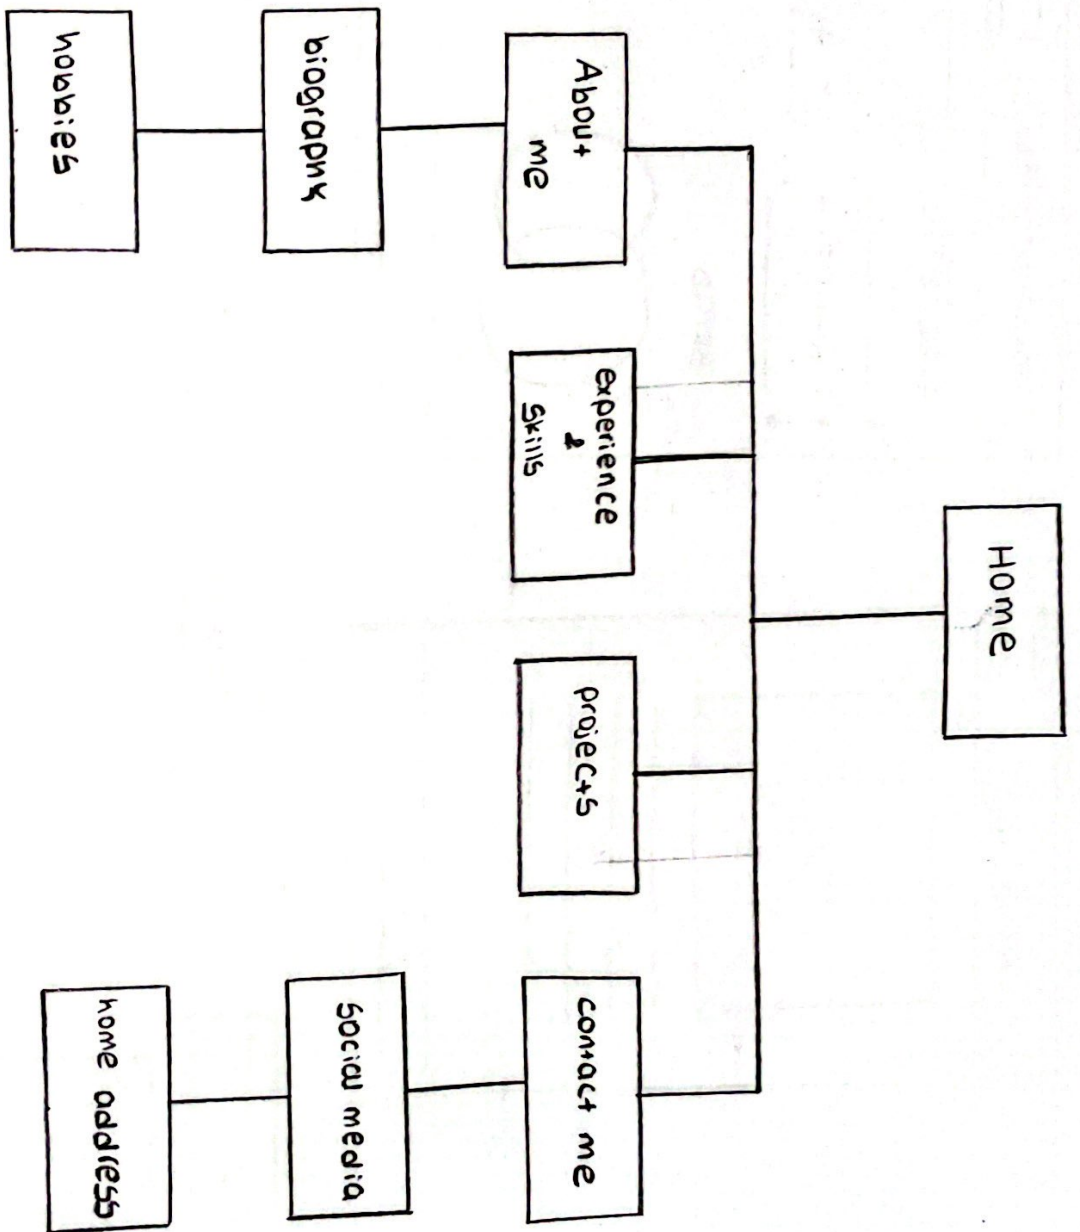 Home
About
me
experience
&
Skills
projects
contact me
biography
social media
hobbies
home address